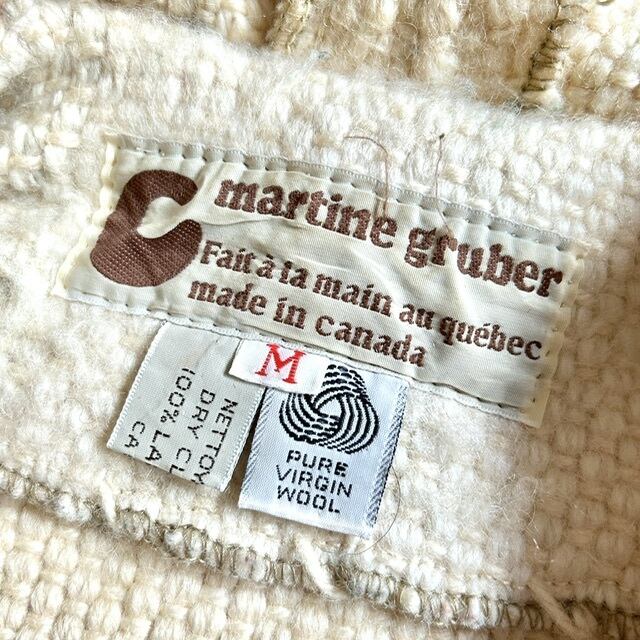 martine gruber
Fait à la main au québec
made in canada
M
NETTOY
DRY CL
100% LA
CA
PURE
VIRGIN
WOOL